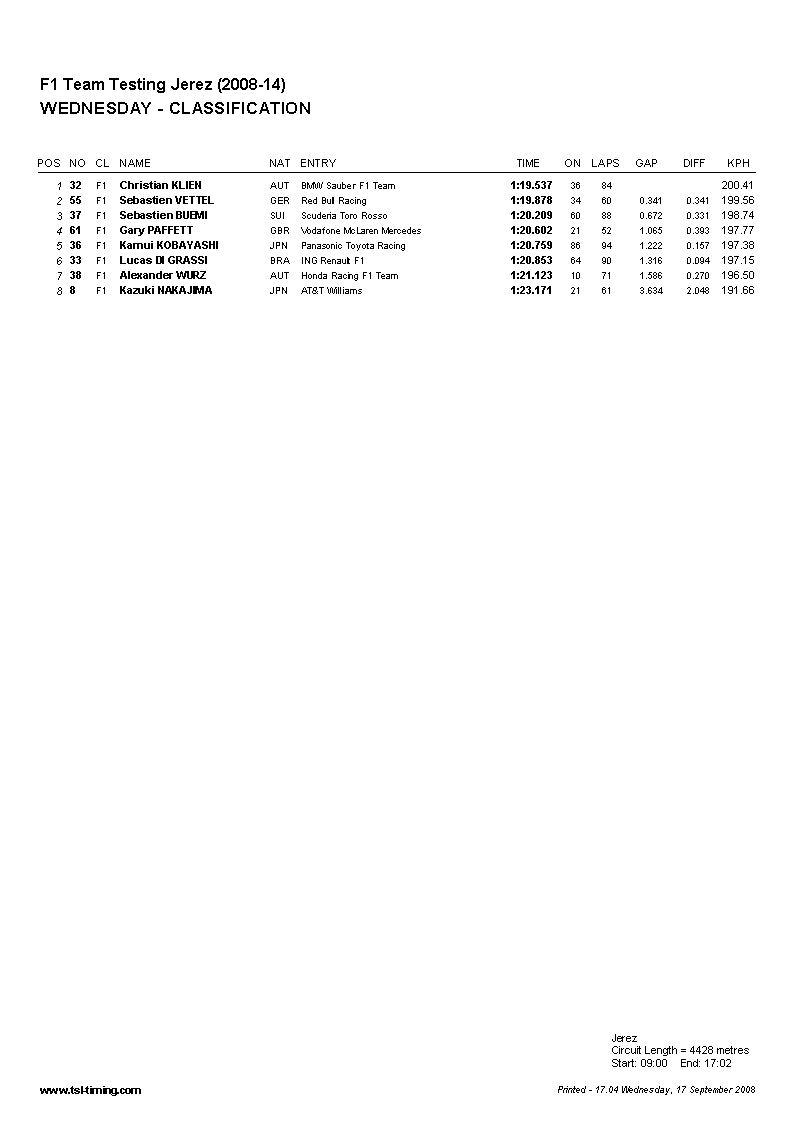 F1 Team Testing Jerez (2008-14)
WEDNESDAY - CLASSIFICATION
POS NO CL NAME NAT ENTRY TIME ON LAPS GAP DIFF KPH
1 32 F1 Christian KLIEN AUT BMW Sauber F1 Team 1:19.537 36 84 200.41
2 55 F1 Sebastien VETTEL GER Red Bull Racing 1:19.878 34 60 0.341 0.341 199.56
3 37 F1 Sebastien BUEMI SUI Scuderia Toro Rosso 1:20.209 60 88 0.672 0.331 198.74
4 61 F1 Gary PAFFETT GBR Vodafone McLaren Mercedes 1:20.602 21 52 1.065 0.393 197.77
5 36 F1 Kamui KOBAYASHI JPN Panasonic Toyota Racing 1:20.759 86 94 1.222 0.157 197.38
6 33 F1 Lucas DI GRASSI BRA ING Renault F1 1:20.853 64 90 1.316 0.094 197.15
7 38 F1 Alexander WURZ AUT Honda Racing F1 Team 1:21.123 10 71 1.586 0.270 196.50
8 8 F1 Kazuki NAKAJIMA JPN AT&T Williams 1:23.171 21 61 3.634 2.048 191.66
Jerez
Circuit Length = 4428 metres
Start: 09:00 End: 17:02
www.tsl-timing.com Printed - 17:04 Wednesday, 17 September 2008